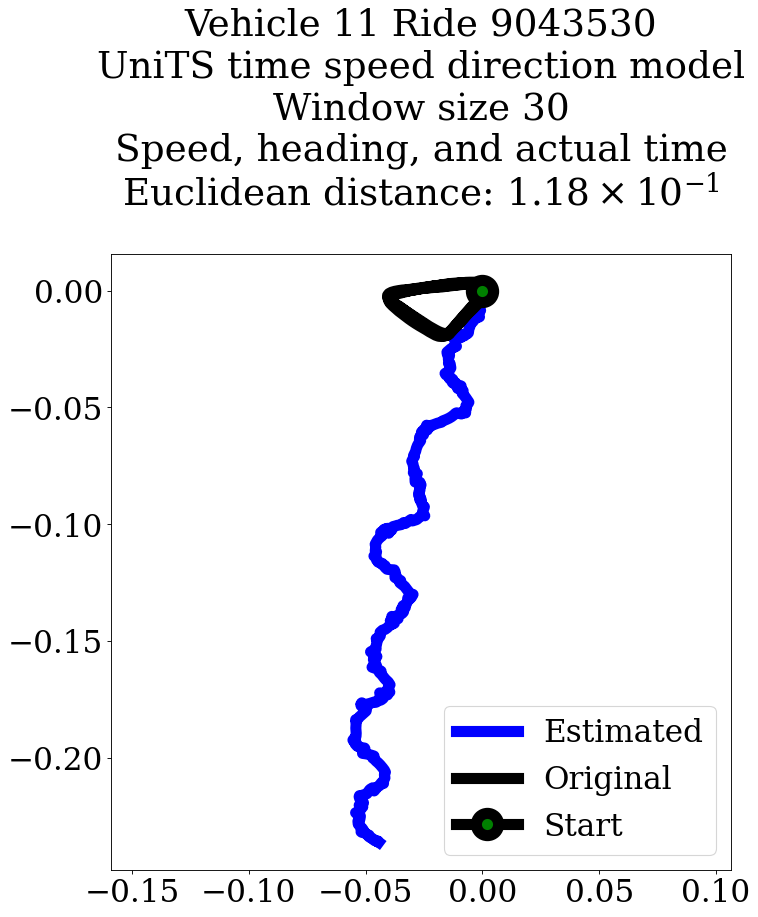 Vehicle 11 Ride 9043530
UniTS time speed direction model
Window size 30
Speed, heading, and actual time
Euclidean distance: 1.18 × 10⁻¹
0.00
−0.05
−0.10
−0.15
−0.20
Estimated
Original
Start
−0.15 −0.10 −0.05 0.00 0.05 0.10